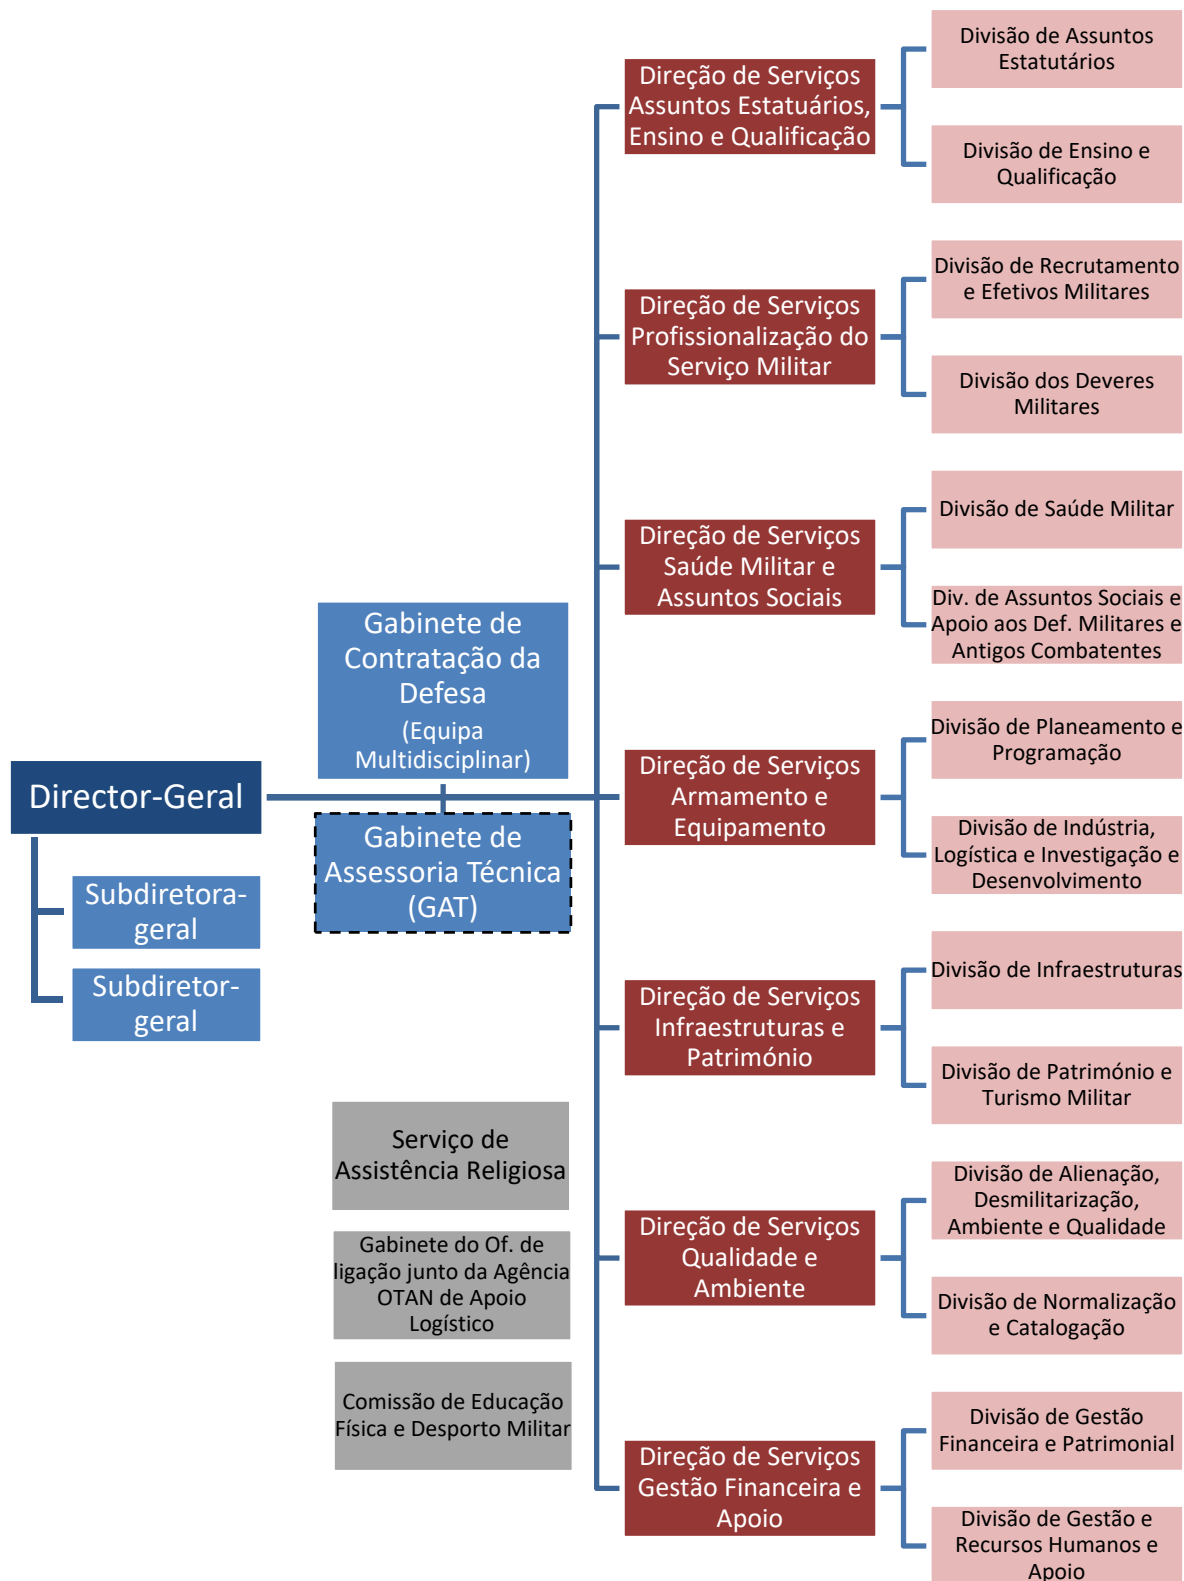 Director-Geral
Subdiretora-
geral
Subdiretor-
geral
Gabinete de
Contratação da
Defesa
(Equipa
Multidisciplinar)
Gabinete de
Assessoria Técnica
(GAT)
Serviço de
Assistência Religiosa
Gabinete do Of. de
ligação junto da Agência
OTAN de Apoio
Logístico
Comissão de Educação
Física e Desporto Militar
Direção de Serviços
Assuntos Estatuários,
Ensino e Qualificação
Divisão de Assuntos
Estatutários
Divisão de Ensino e
Qualificação
Direção de Serviços
Profissionalização do
Serviço Militar
Divisão de Recrutamento
e Efetivos Militares
Divisão dos Deveres
Militares
Direção de Serviços
Saúde Militar e
Assuntos Sociais
Divisão de Saúde Militar
Div. de Assuntos Sociais e
Apoio aos Def. Militares e
Antigos Combatentes
Direção de Serviços
Armamento e
Equipamento
Divisão de Planeamento e
Programação
Divisão de Indústria,
Logística e Investigação e
Desenvolvimento
Direção de Serviços
Infraestruturas e
Património
Divisão de Infraestruturas
Divisão de Património e
Turismo Militar
Direção de Serviços
Qualidade e
Ambiente
Divisão de Alienação,
Desmilitarização,
Ambiente e Qualidade
Divisão de Normalização
e Catalogação
Direção de Serviços
Gestão Financeira e
Apoio
Divisão de Gestão
Financeira e Patrimonial
Divisão de Gestão e
Recursos Humanos e
Apoio